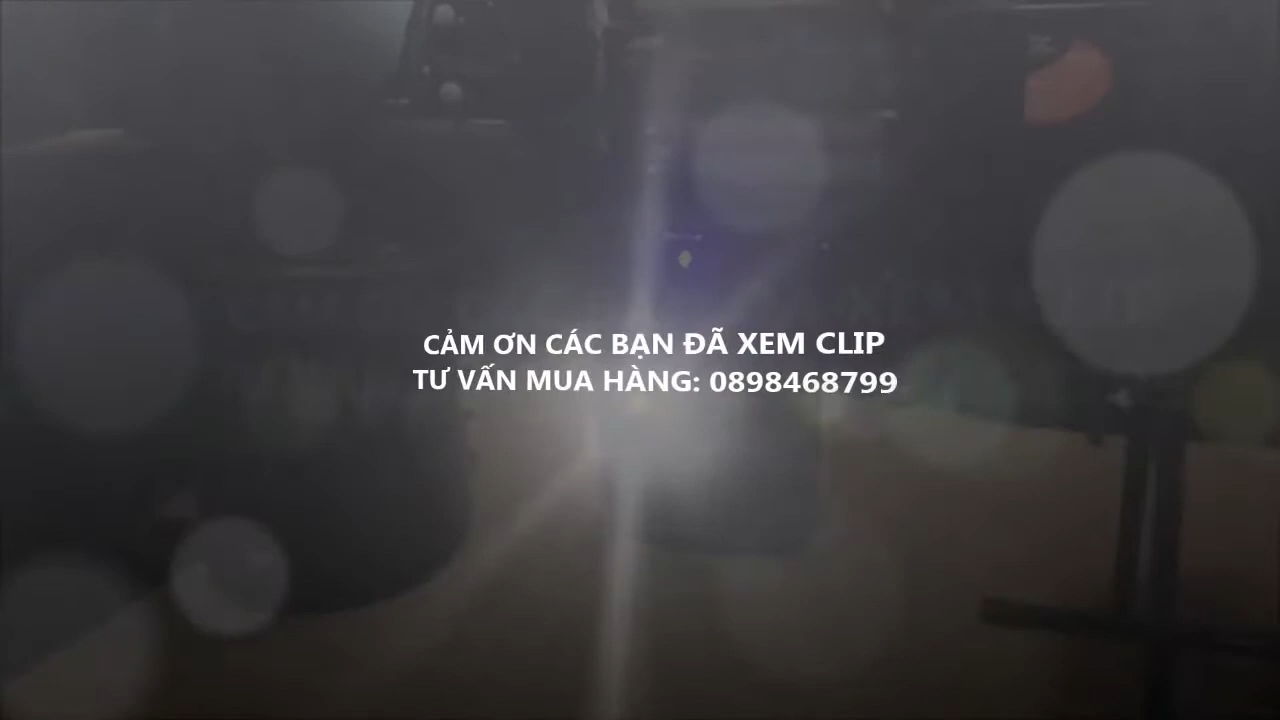 CẢM ƠN CÁC BẠN ĐÃ XEM CLIP
TƯ VẤN MUA HÀNG: 0898468799